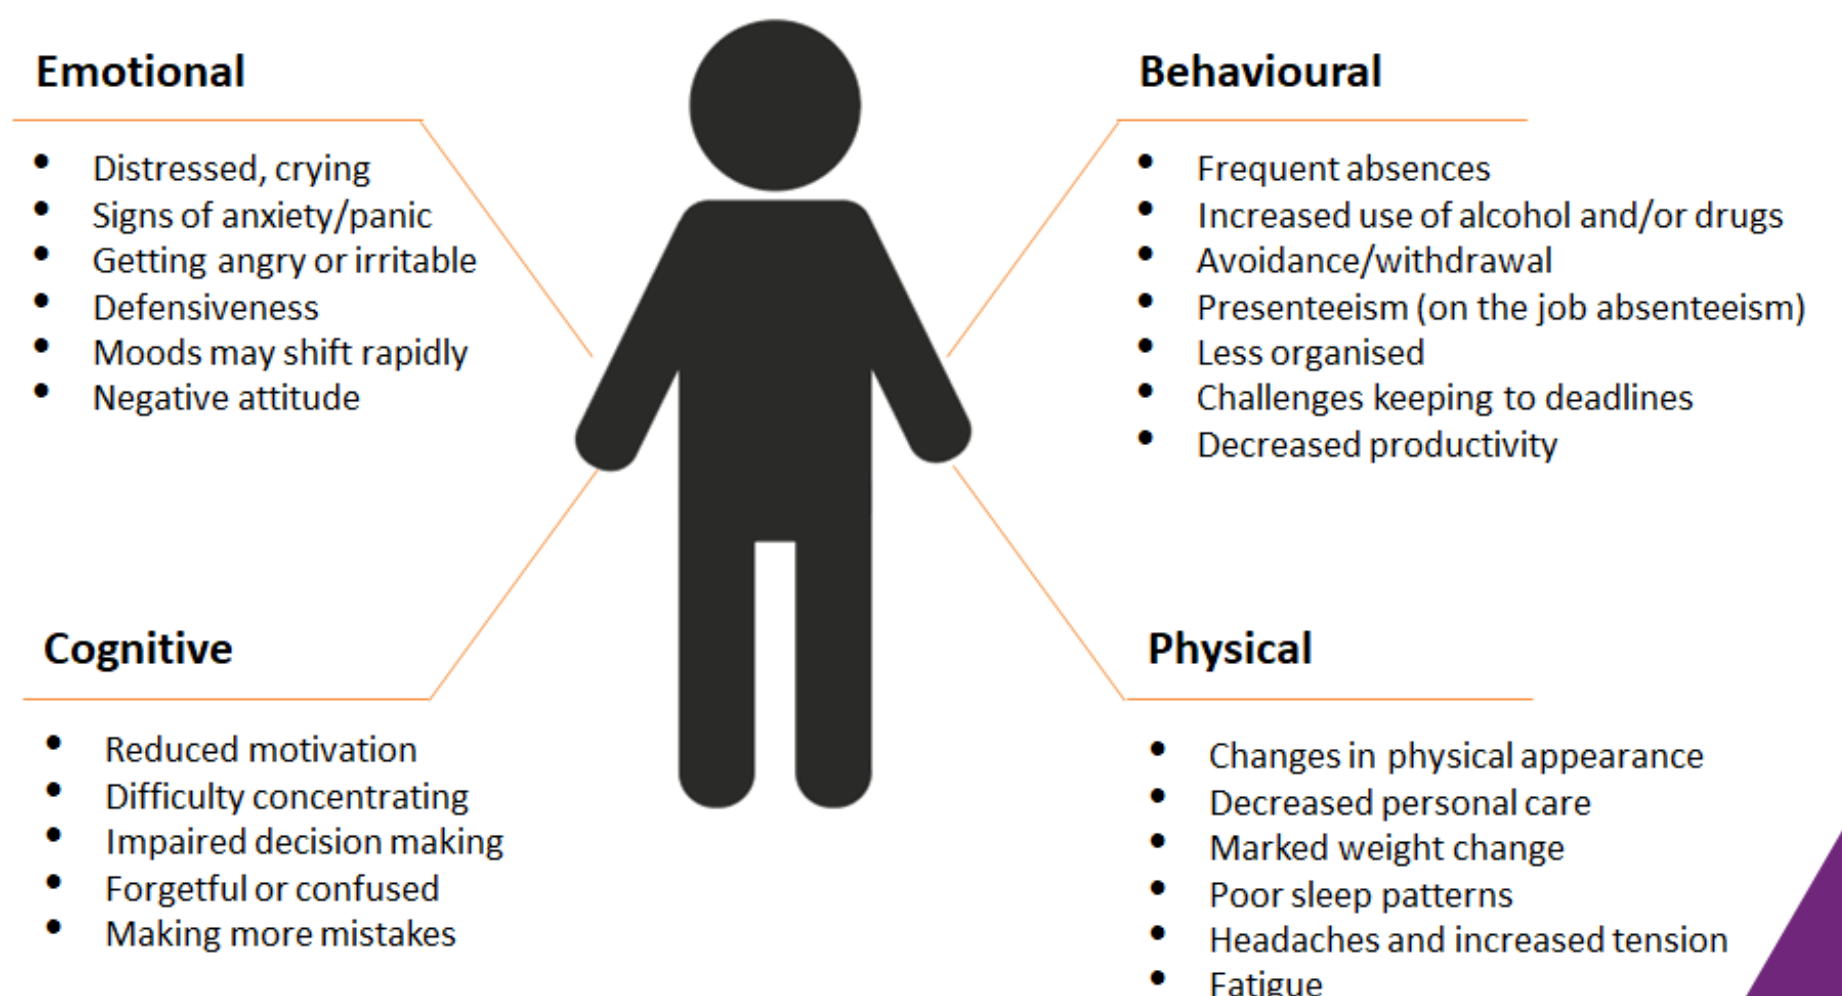 Emotional
• Distressed, crying
• Signs of anxiety/panic
• Getting angry or irritable
• Defensiveness
• Moods may shift rapidly
• Negative attitude
Behavioural
• Frequent absences
• Increased use of alcohol and/or drugs
• Avoidance/withdrawal
• Presenteeism (on the job absenteeism)
• Less organised
• Challenges keeping to deadlines
• Decreased productivity
Cognitive
• Reduced motivation
• Difficulty concentrating
• Impaired decision making
• Forgetful or confused
• Making more mistakes
Physical
• Changes in physical appearance
• Decreased personal care
• Marked weight change
• Poor sleep patterns
• Headaches and increased tension
• Fatigue